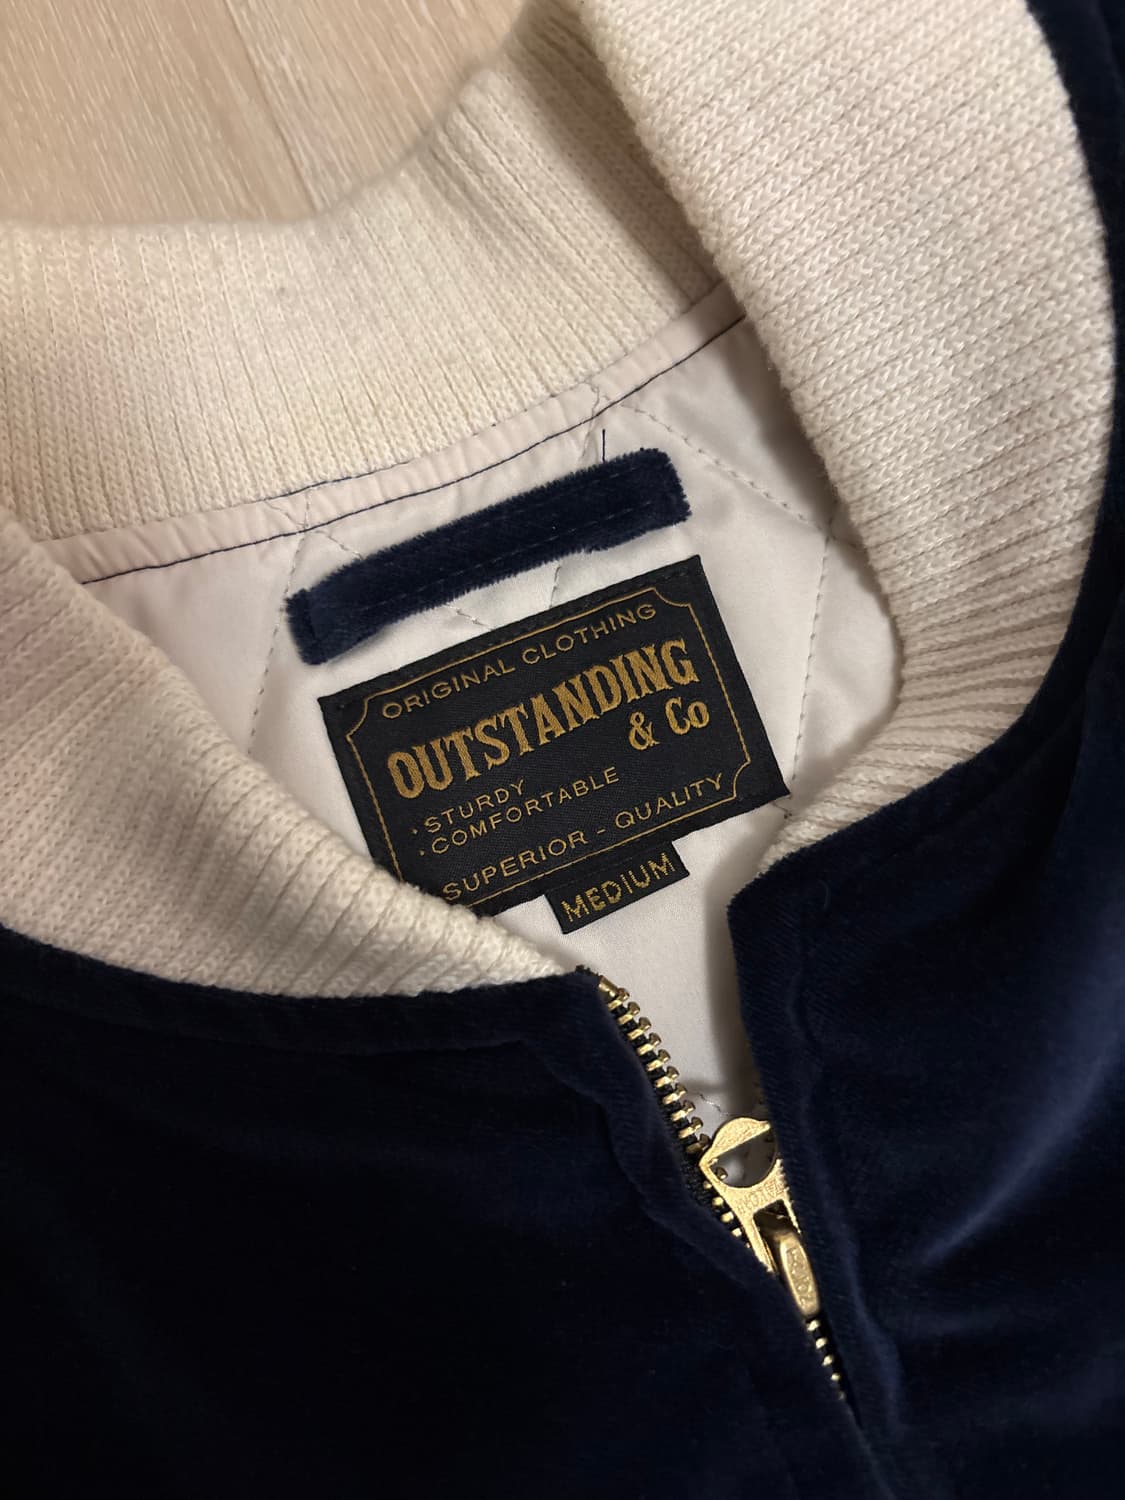 ORIGINAL CLOTHING
OUTSTANDING
& Co
· STURDY
· COMFORTABLE
SUPERIOR - QUALITY
MEDIUM